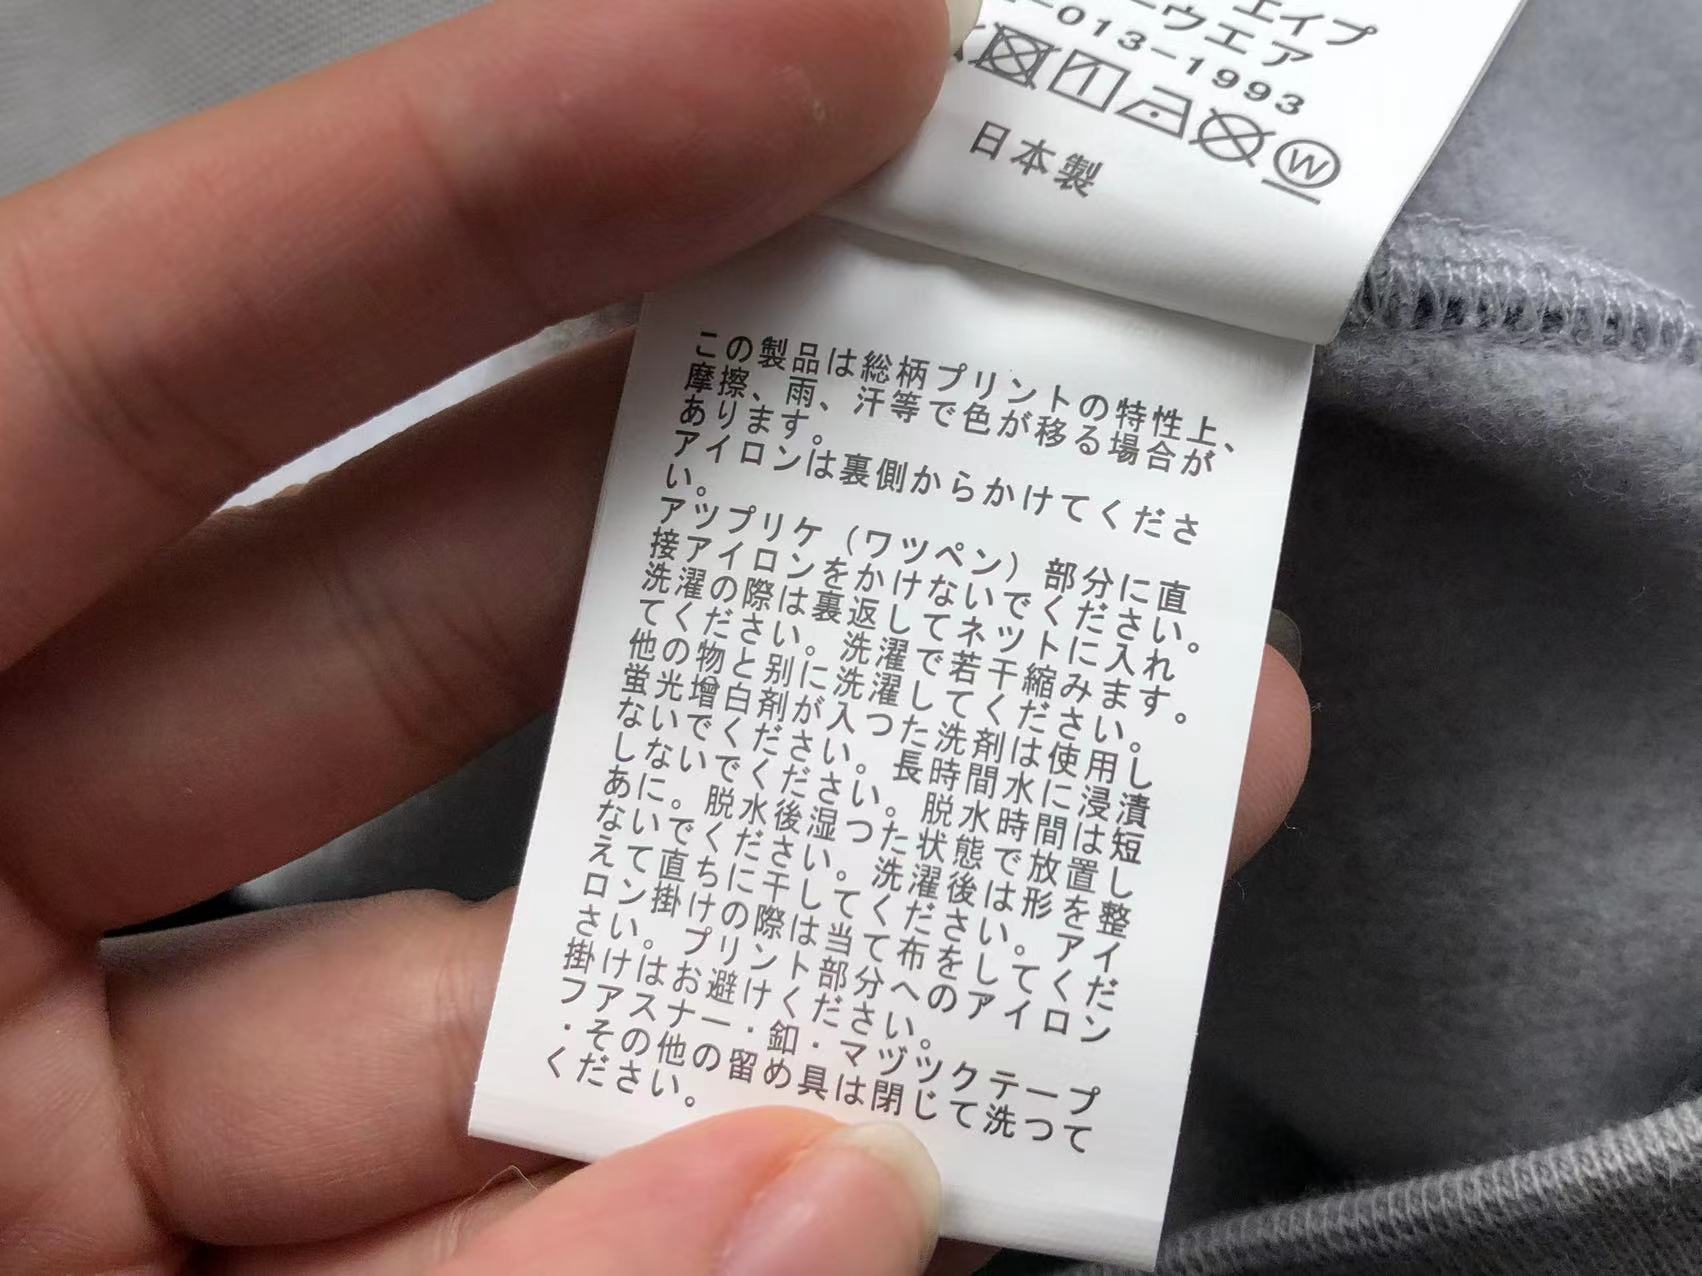 エイプ
ーウエア
-013-1993
W
日本製
この製品は総柄プリントの特性上、
摩擦、雨、汗等で色が移る場合が
あります。
アイロンは裏側からかけてくださ
い。
アツプリケ（ワツペン）部分に直
接アイロンをかけないでください。
洗濯の際は裏返してネツトに入れ
てください。洗濯で若干縮みます。
他の物と別に洗濯してください。
蛍光増白剤が入つた洗剤は使用し
ないでください。長時間水に浸漬
しないでください。脱水時間は短
あに。脱水後湿つた状態で放置し
ないでください。洗濯後は形を整
えて直ちに干してください。アイ
ロン掛けの際は当て布をしてくだ
さい。プリント部分へのアイロン
掛けはお避けください。
フアスナー・釦・マヅツクテープ
・その他の留め具は閉じて洗つて
ください。